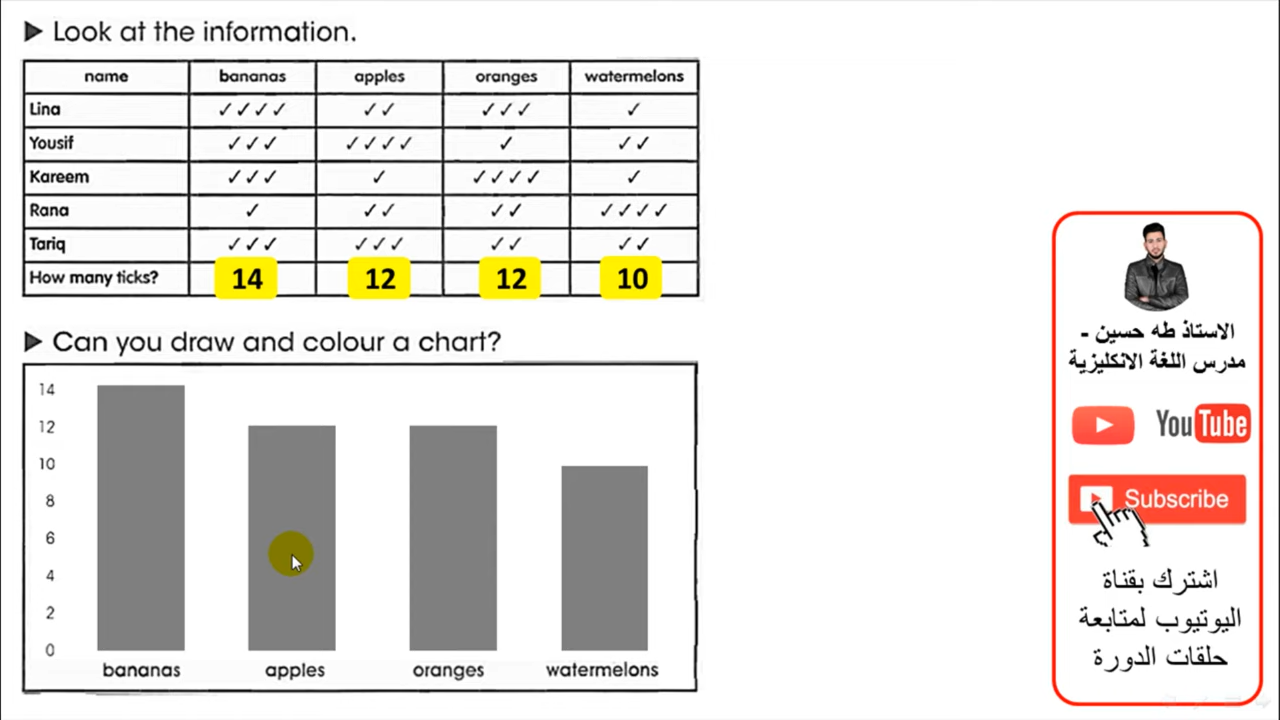 Look at the information.
name bananas apples oranges watermelons
Lina ✓✓✓✓ ✓✓ ✓✓✓ ✓
Yousif ✓✓✓ ✓✓✓✓ ✓ ✓✓
Kareem ✓✓✓ ✓ ✓✓✓✓ ✓
Rana ✓ ✓✓ ✓✓ ✓✓✓✓
Tariq ✓✓✓ ✓✓✓ ✓✓ ✓✓
How many ticks? 14 12 12 10
Can you draw and colour a chart?
14
12
10
8
6
4
2
0
bananas apples oranges watermelons
الاستاذ طه حسين -
مدرس اللغة الانكليزية
YouTube
Subscribe
اشترك بقناة
اليوتيوب لمتابعة
حلقات الدورة